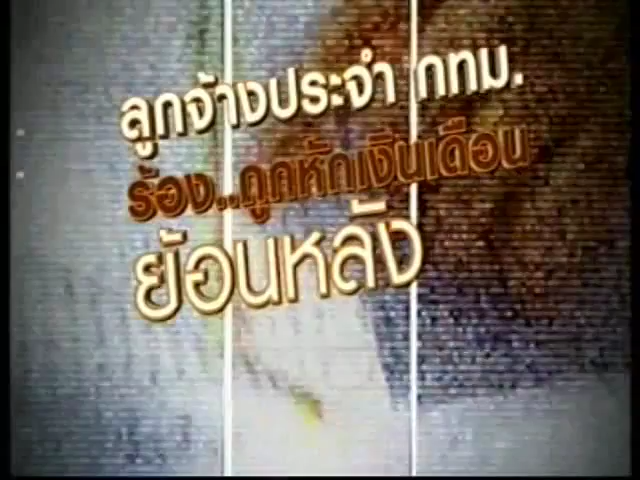 ลูกจ้างประจำ กทม.
ร้อง..ถูกหักเงินเดือน
ย้อนหลัง